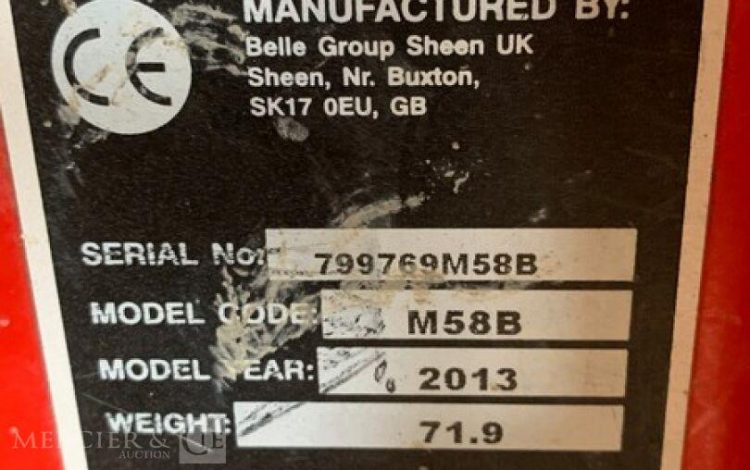 CE
MANUFACTURED BY:
Belle Group Sheen UK
Sheen, Nr. Buxton,
SK17 0EU, GB
SERIAL No: 799769M58B
MODEL CODE: M58B
MODEL YEAR: 2013
WEIGHT: 71.9
MERCIER & CIE
AUCTION